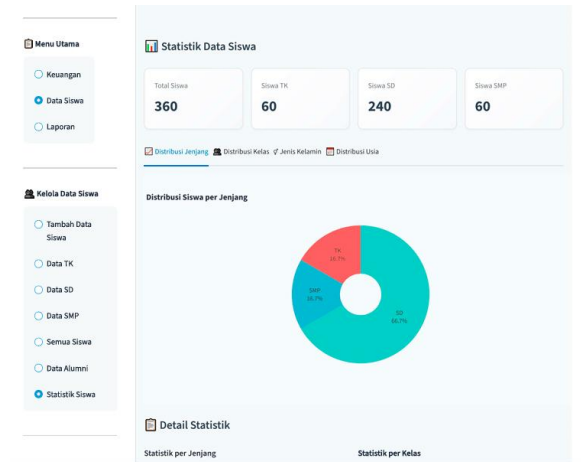 Menu Utama
Keuangan
Data Siswa
Laporan
Kelola Data Siswa
Tambah Data
Siswa
Data TK
Data SD
Data SMP
Semua Siswa
Data Alumni
Statistik Siswa
Statistik Data Siswa
Total Siswa
360
Siswa TK
60
Siswa SD
240
Siswa SMP
60
Distribusi Jenjang
Distribusi Kelas
Jenis Kelamin
Distribusi Usia
Distribusi Siswa per Jenjang
TK
16.7%
SMP
16.7%
SD
66.7%
Detail Statistik
Statistik per Jenjang
Statistik per Kelas